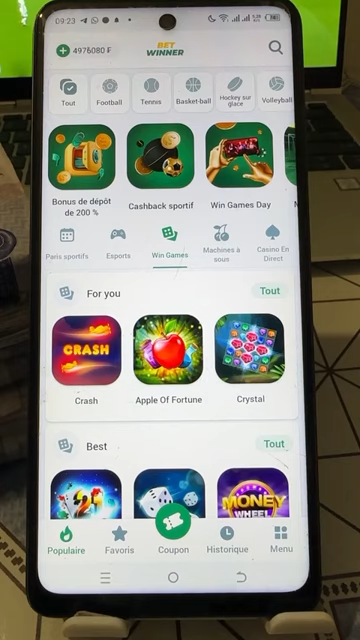 09:23
4976080 F
BET
WINNER
Tout
Football
Tennis
Basket-ball
Hockey sur
glace
Volleyball
Bonus de dépôt
de 200 %
Cashback sportif
Win Games Day
Paris sportifs
Esports
Win Games
Machines à
sous
Casino En
Direct
For you
Tout
CRASH
Crash
Apple Of Fortune
Crystal
Best
Tout
21
MONEY
WHEEL
Populaire
Favoris
Coupon
Historique
Menu